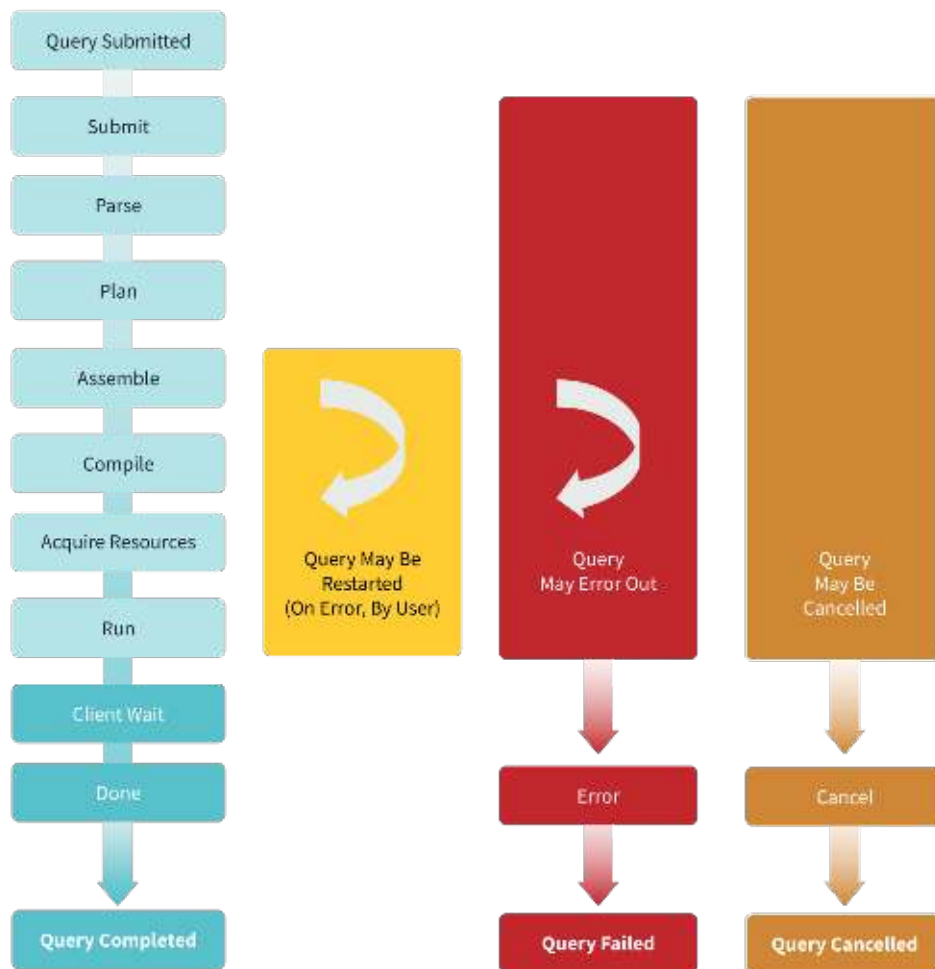 Query Submitted
Submit
Parse
Plan
Assemble
Compile
Acquire Resources
Run
Client Wait
Done
Query Completed
Query May Be
Restarted
(On Error, By User)
Query
May Error Out
Error
Query Failed
Query
May Be
Cancelled
Cancel
Query Cancelled